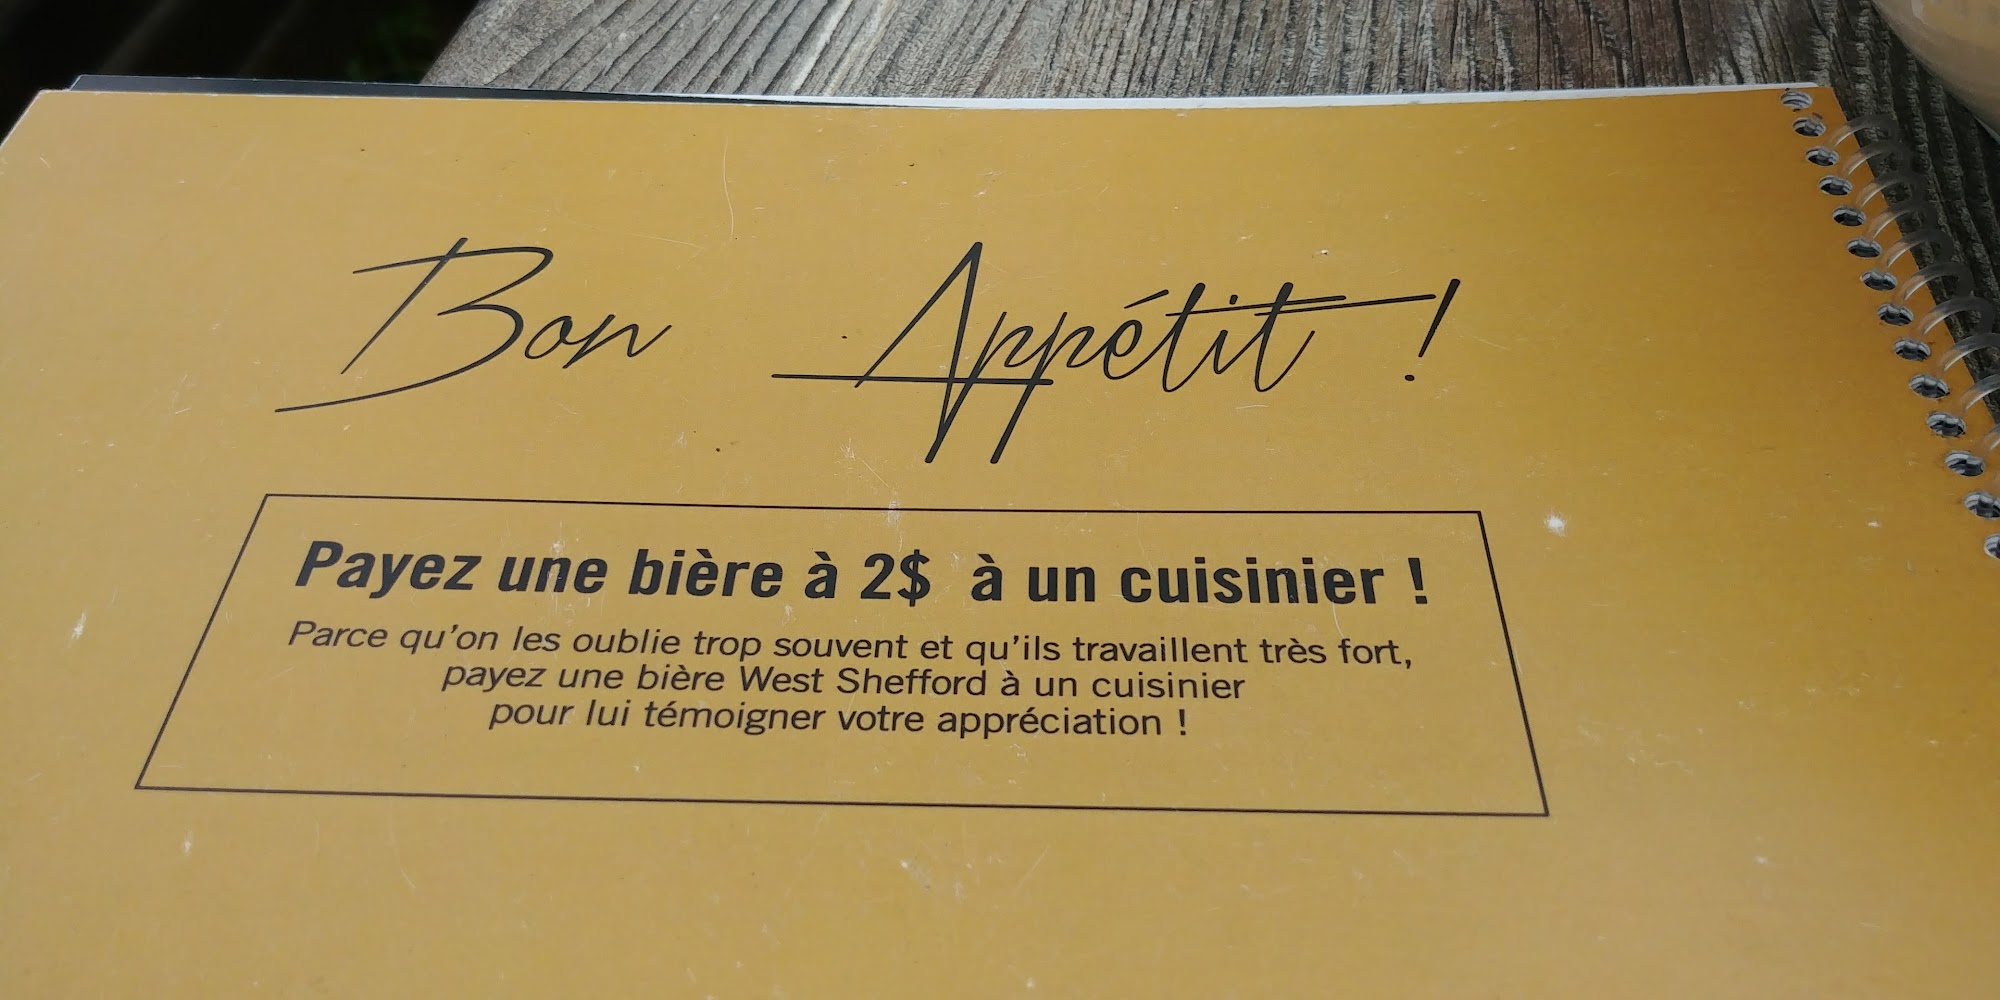 Bon Appétit !
Payez une bière à 2$ à un cuisinier !
Parce qu'on les oublie trop souvent et qu'ils travaillent très fort,
payez une bière West Shefford à un cuisinier
pour lui témoigner votre appréciation !